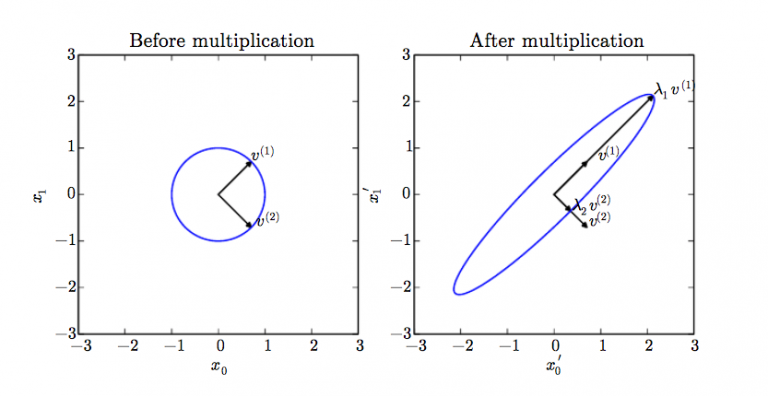 Before multiplication
After multiplication
3
2
1
0
−1
−2
−3
x₁
v⁽¹⁾
v⁽²⁾
−3 −2 −1 0 1 2 3
x₀
3
2
1
0
−1
−2
−3
x₁′
λ₁ v⁽¹⁾
v⁽¹⁾
λ₂ v⁽²⁾
v⁽²⁾
−3 −2 −1 0 1 2 3
x₀′